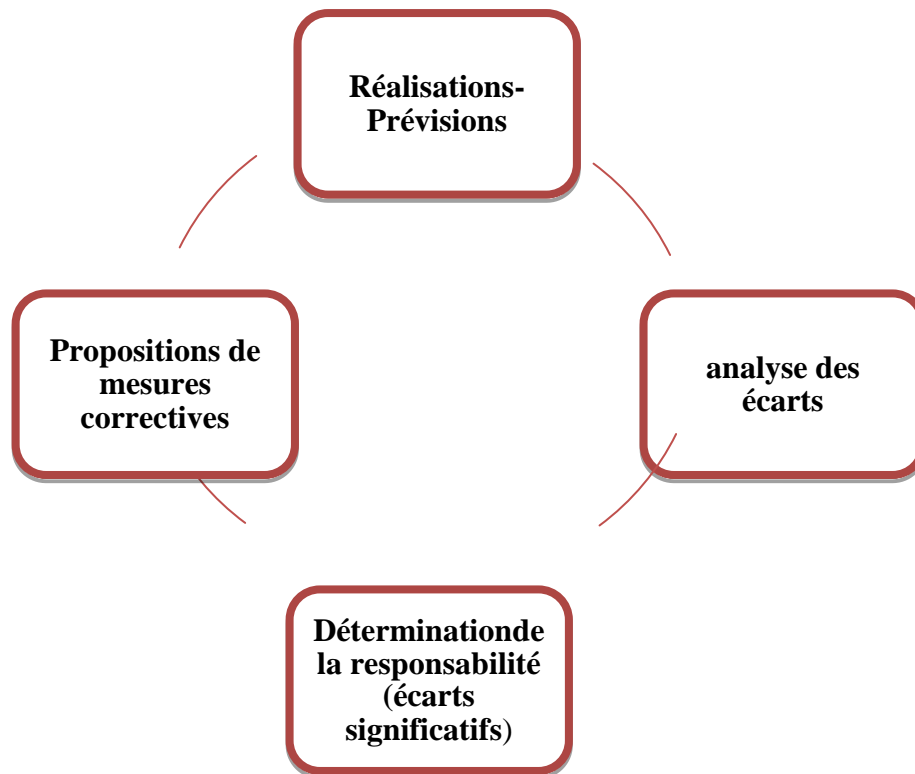 Réalisations-
Prévisions
Propositions de
mesures
correctives
analyse des
écarts
Déterminationde
la responsabilité
(écarts
significatifs)